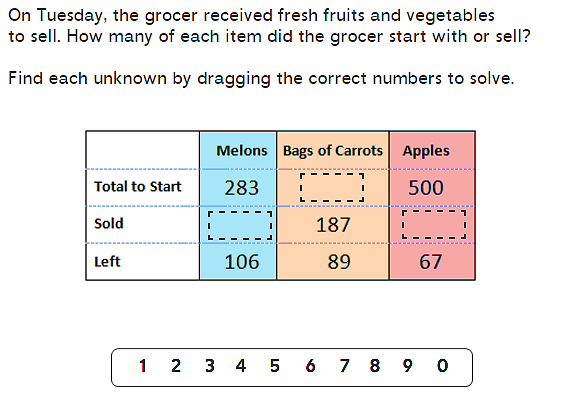 On Tuesday, the grocer received fresh fruits and vegetables
to sell. How many of each item did the grocer start with or sell?
Find each unknown by dragging the correct numbers to solve.
Melons Bags of Carrots Apples
Total to Start 283 500
Sold 187
Left 106 89 67
1 2 3 4 5 6 7 8 9 0